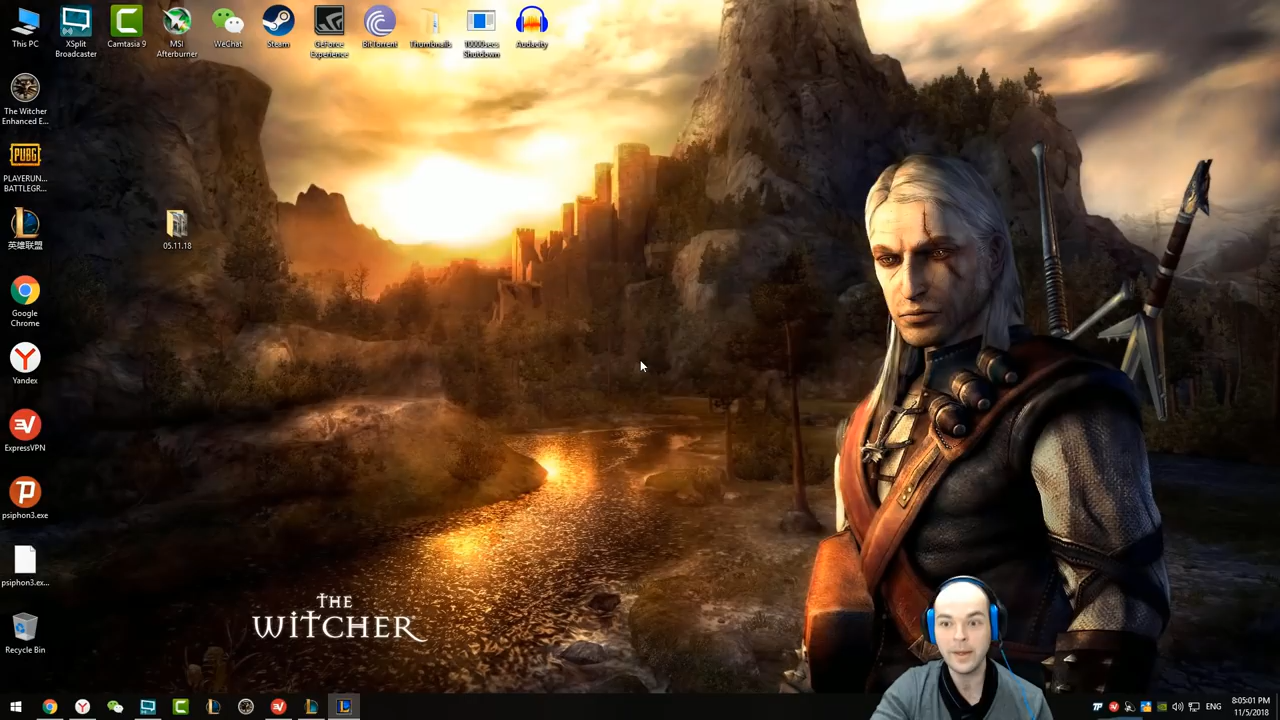 This PC
XSplit
Broadcaster
Camtasia 9
MSI
Afterburner
WeChat
Steam
GeForce
Experience
BitTorrent
Thumbnails
10000secs
Shutdown
Audacity
The Witcher
Enhanced E...
PUBG
PLAYERUN...
BATTLEGR...
英雄联盟
05.11.18
Google
Chrome
Yandex
ExpressVPN
psiphon3.exe
psiphon3.ex...
Recycle Bin
THE
WITCHER
ENG
8:05:01 PM
11/5/2018